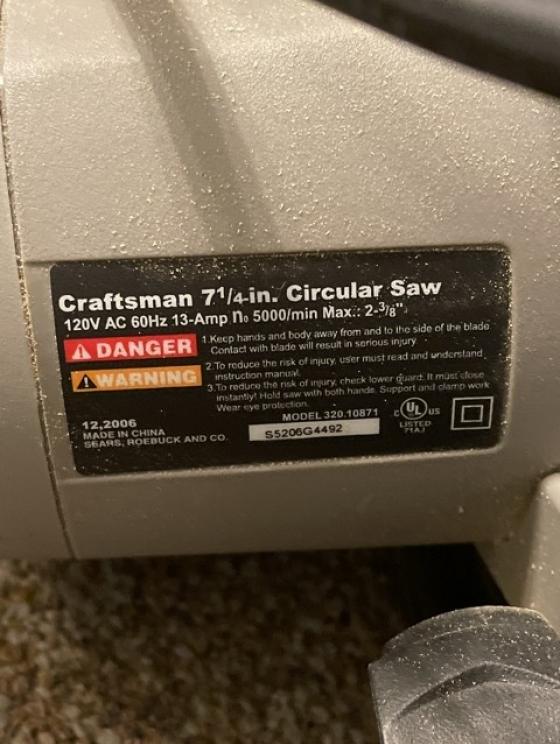 Craftsman 7 1/4-in. Circular Saw
120V AC 60Hz 13-Amp n₀ 5000/min Max.: 2-3/8"
DANGER
1.Keep hands and body away from and to the side of the blade
Contact with blade will result in serious injury.
WARNING
2.To reduce the risk of injury, user must read and understand
instruction manual.
3.To reduce the risk of injury, check lower guard. It must close
instantly! Hold saw with both hands. Support and clamp work
Wear eye protection.
12,2006
MADE IN CHINA
SEARS, ROEBUCK AND CO.
MODEL 320.10871
S5206G4492
C UL US
LISTED
71AJ